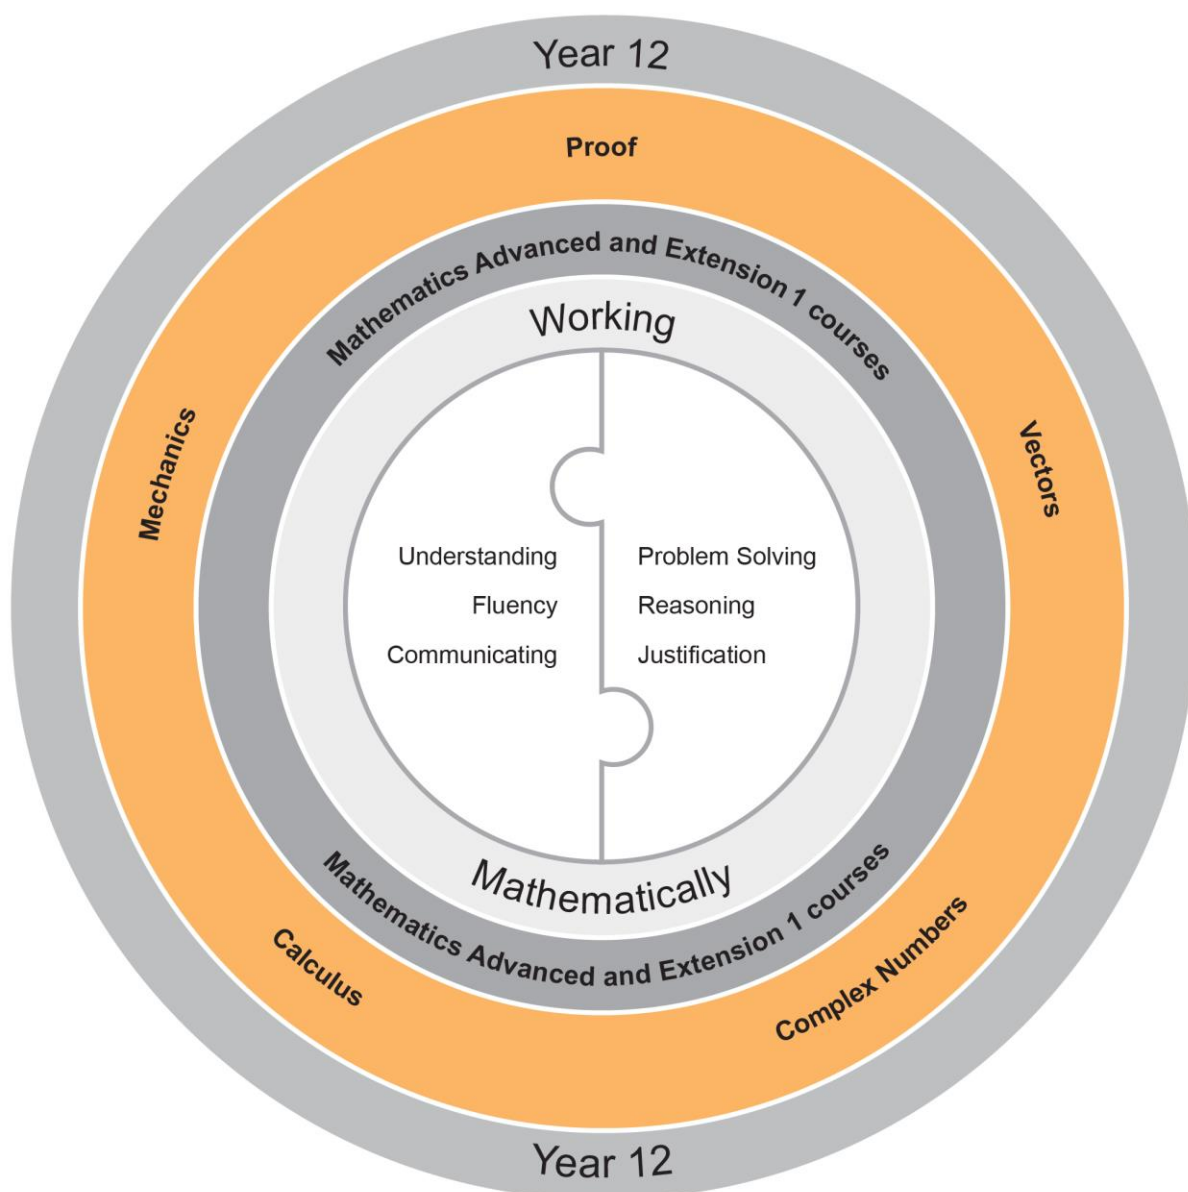 Year 12
Proof
Mathematics Advanced and Extension 1 courses
Working
Mechanics
Vectors
Understanding
Fluency
Communicating
Problem Solving
Reasoning
Justification
Mathematically
Mathematics Advanced and Extension 1 courses
Calculus
Complex Numbers
Year 12